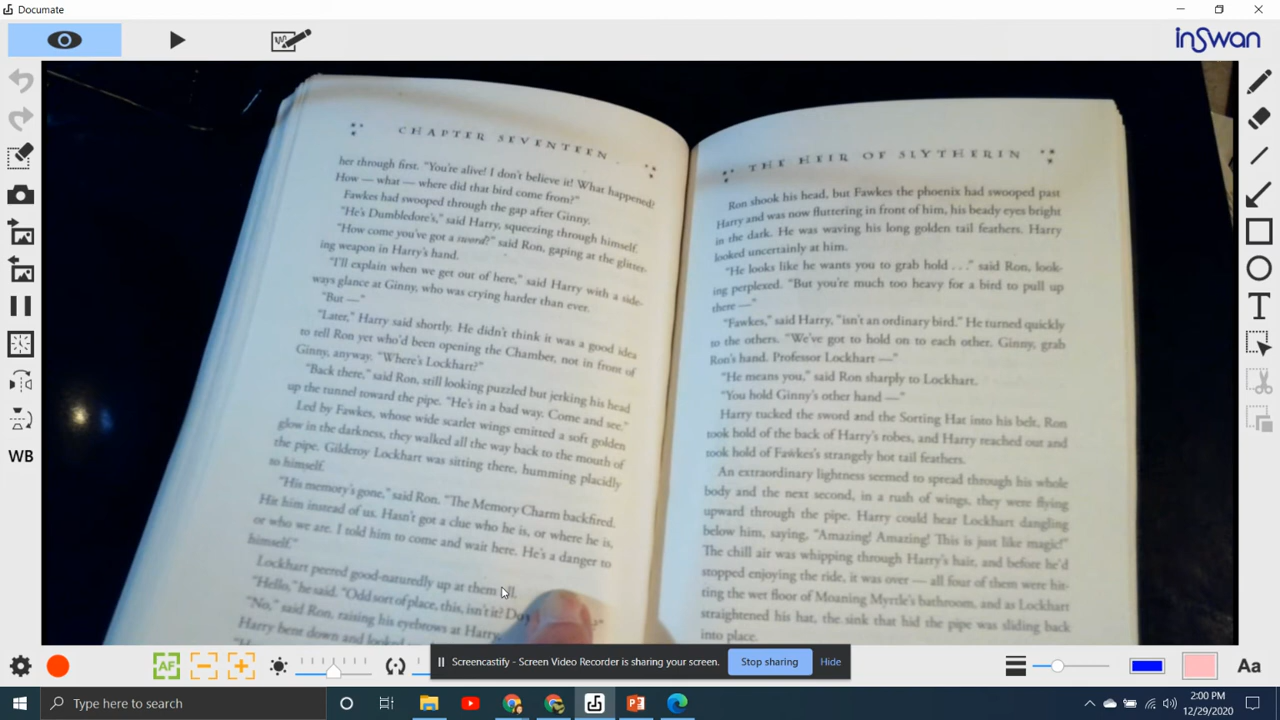 Documate
inSwan
CHAPTER SEVENTEEN
her through first. "You're alive! I don't believe it! What happened?
How — what — where did that bird come from?"
Fawkes had swooped through the gap after Ginny.
"He's Dumbledore's," said Harry, squeezing through himself.
"How come you've got a sword?" said Ron, gaping at the glitter-
ing weapon in Harry's hand.
"I'll explain when we get out of here," said Harry with a side-
ways glance at Ginny, who was crying harder than ever.
"But —"
"Later," Harry said shortly. He didn't think it was a good idea
to tell Ron yet who'd been opening the Chamber, not in front of
Ginny, anyway. "Where's Lockhart?"
"Back there," said Ron, still looking puzzled but jerking his head
up the tunnel toward the pipe. "He's in a bad way. Come and see."
Led by Fawkes, whose wide scarlet wings emitted a soft golden
glow in the darkness, they walked all the way back to the mouth of
the pipe. Gilderoy Lockhart was sitting there, humming placidly
to himself.
"His memory's gone," said Ron. "The Memory Charm backfired.
Hit him instead of us. Hasn't got a clue who he is, or where he is,
or who we are. I told him to come and wait here. He's a danger to
himself."
Lockhart peered good-naturedly up at them all.
"Hello," he said. "Odd sort of place, this, isn't it? Do
"No," said Ron, raising his eyebrows at Harry.
Harry bent down and looked
THE HEIR OF SLYTHERIN
Ron shook his head, but Fawkes the phoenix had swooped past
Harry and was now fluttering in front of him, his beady eyes bright
in the dark. He was waving his long golden tail feathers. Harry
looked uncertainly at him.
"He looks like he wants you to grab hold . . ." said Ron, look-
ing perplexed. "But you're much too heavy for a bird to pull up
there —"
"Fawkes," said Harry, "isn't an ordinary bird." He turned quickly
to the others. "We've got to hold on to each other. Ginny, grab
Ron's hand. Professor Lockhart —"
"He means you," said Ron sharply to Lockhart.
"You hold Ginny's other hand —"
Harry tucked the sword and the Sorting Hat into his belt, Ron
took hold of the back of Harry's robes, and Harry reached out and
took hold of Fawkes's strangely hot tail feathers.
An extraordinary lightness seemed to spread through his whole
body and the next second, in a rush of wings, they were flying
upward through the pipe. Harry could hear Lockhart dangling
below him, saying, "Amazing! Amazing! This is just like magic!"
The chill air was whipping through Harry's hair, and before he'd
stopped enjoying the ride, it was over — all four of them were hit-
ting the wet floor of Moaning Myrtle's bathroom, and as Lockhart
straightened his hat, the sink that hid the pipe was sliding back
into place.
WB
T
AF
Screencastify - Screen Video Recorder is sharing your screen.
Stop sharing
Hide
Aa
Type here to search
2:00 PM
12/29/2020